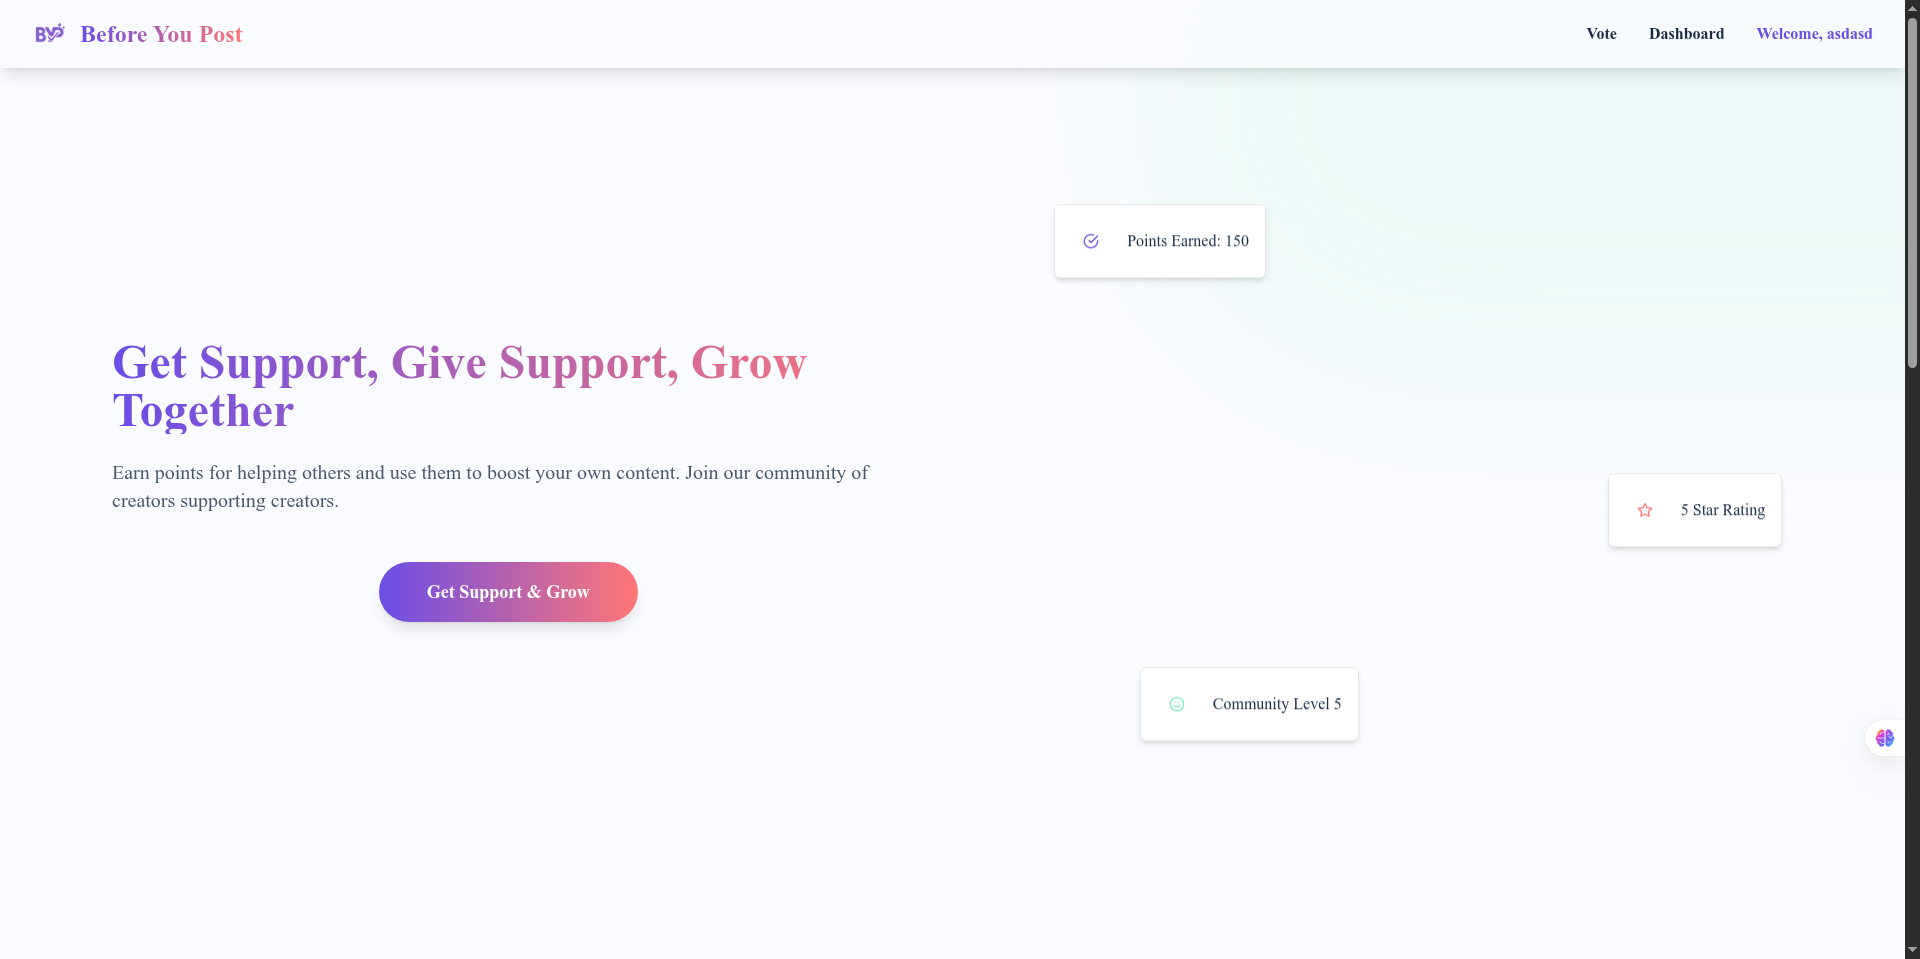 BYP Before You Post
Vote Dashboard Welcome, asdasd
Points Earned: 150
Get Support, Give Support, Grow
Together
Earn points for helping others and use them to boost your own content. Join our community of
creators supporting creators.
5 Star Rating
Get Support & Grow
Community Level 5